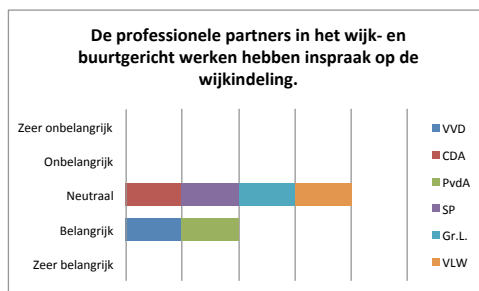 De professionele partners in het wijk- en
buurtgericht werken hebben inspraak op de
wijkindeling.
Zeer onbelangrijk
Onbelangrijk
Neutraal
Belangrijk
Zeer belangrijk
VVD
CDA
PvdA
SP
Gr.L.
VLW